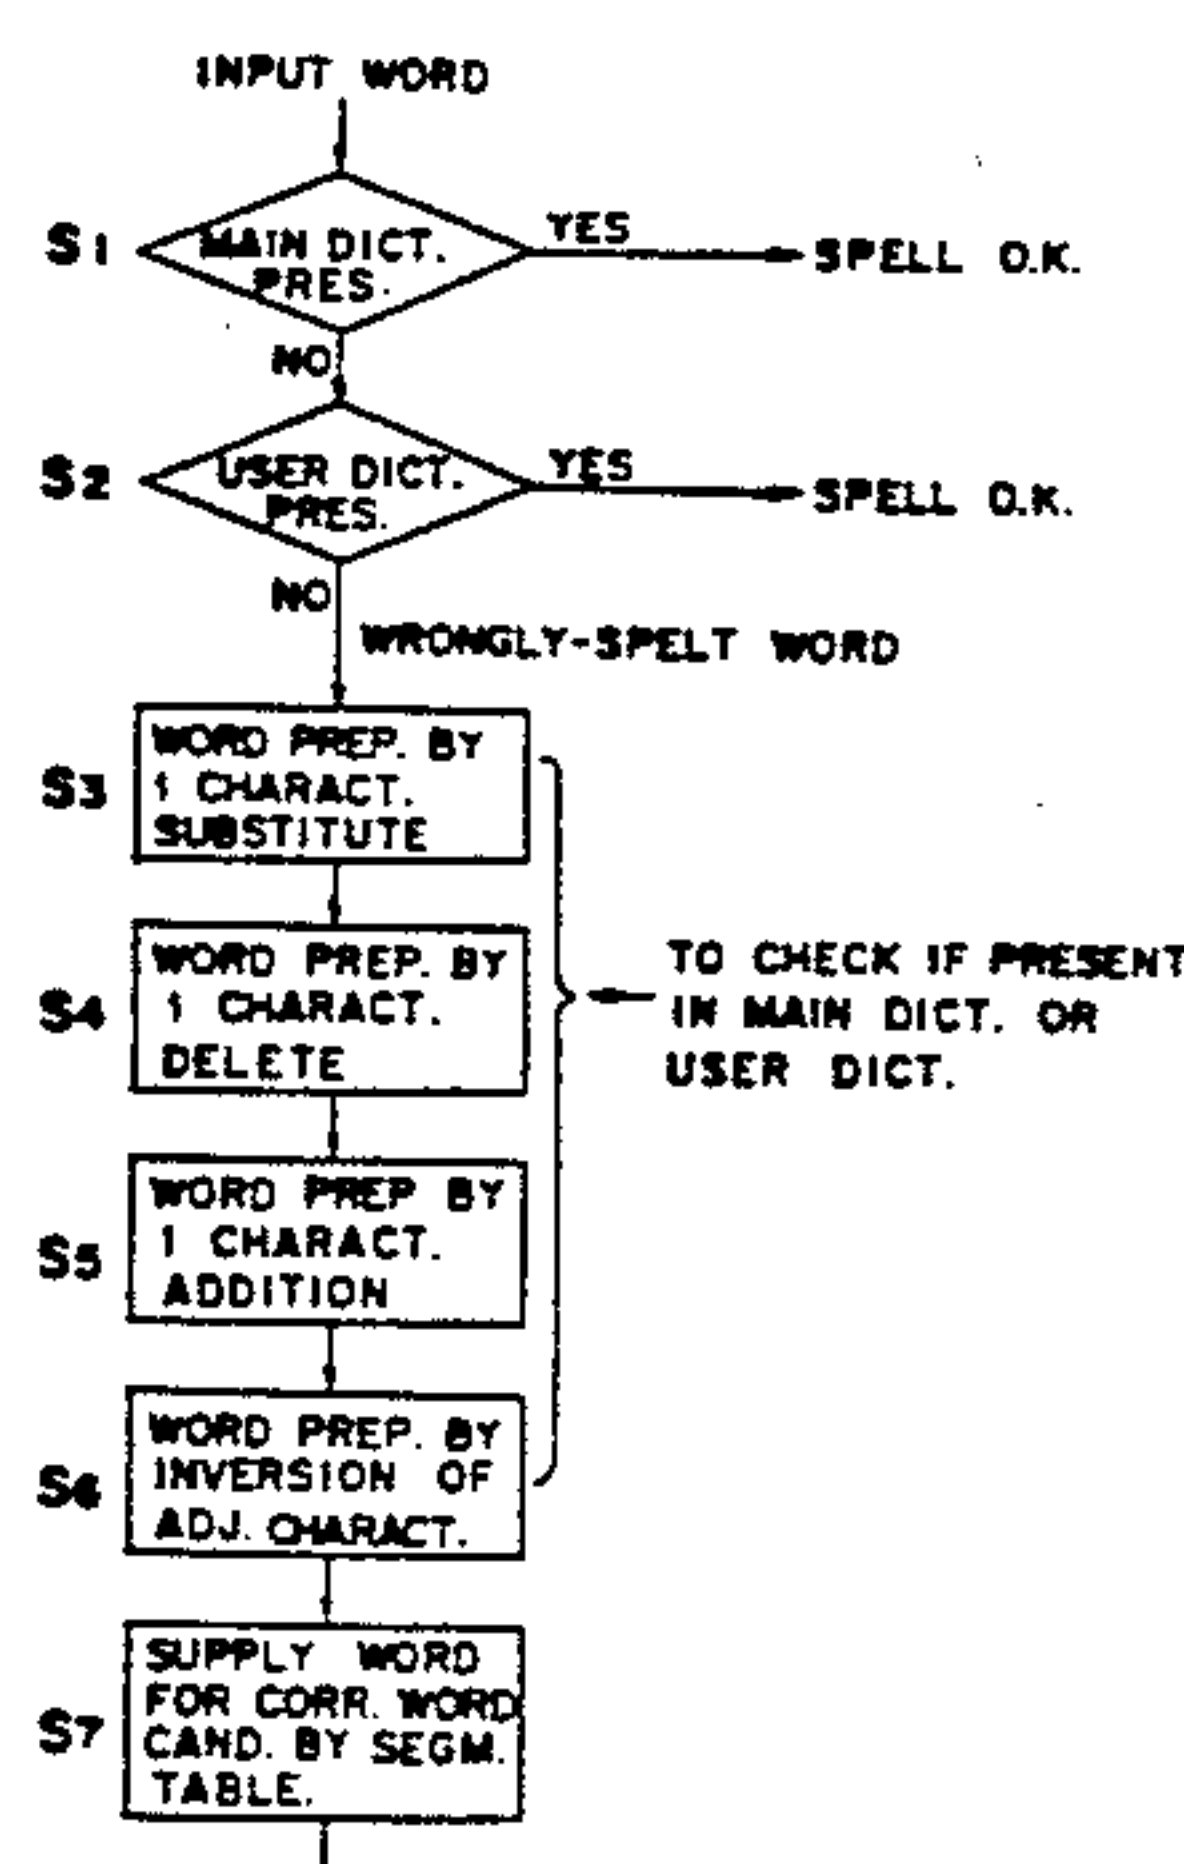 INPUT WORD
S1
MAIN DICT.
PRES.
YES
SPELL O.K.
NO
S2
USER DICT.
PRES.
YES
SPELL O.K.
NO
WRONGLY-SPELT WORD
S3
WORD PREP. BY
1 CHARACT.
SUBSTITUTE
S4
WORD PREP. BY
1 CHARACT.
DELETE
TO CHECK IF PRESENT
IN MAIN DICT. OR
USER DICT.
S5
WORD PREP BY
1 CHARACT.
ADDITION
S6
WORD PREP. BY
INVERSION OF
ADJ. CHARACT.
S7
SUPPLY WORD
FOR CORR. WORD
CAND. BY SEGM.
TABLE.